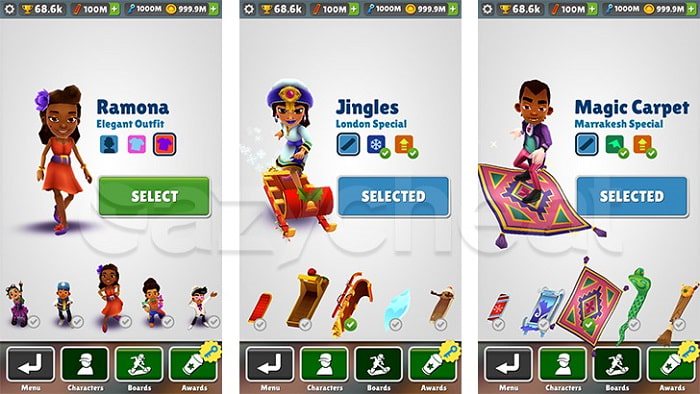 68.6k 100M + 1000M 999.9M +
Ramona
Elegant Outfit
SELECT
Menu Characters Boards Awards
68.6k 100M + 1000M 999.9M +
Jingles
London Special
SELECTED
Menu Characters Boards Awards
68.6k 100M + 1000M 999.9M +
Magic Carpet
Marrakesh Special
SELECTED
Menu Characters Boards Awards
eazycheat